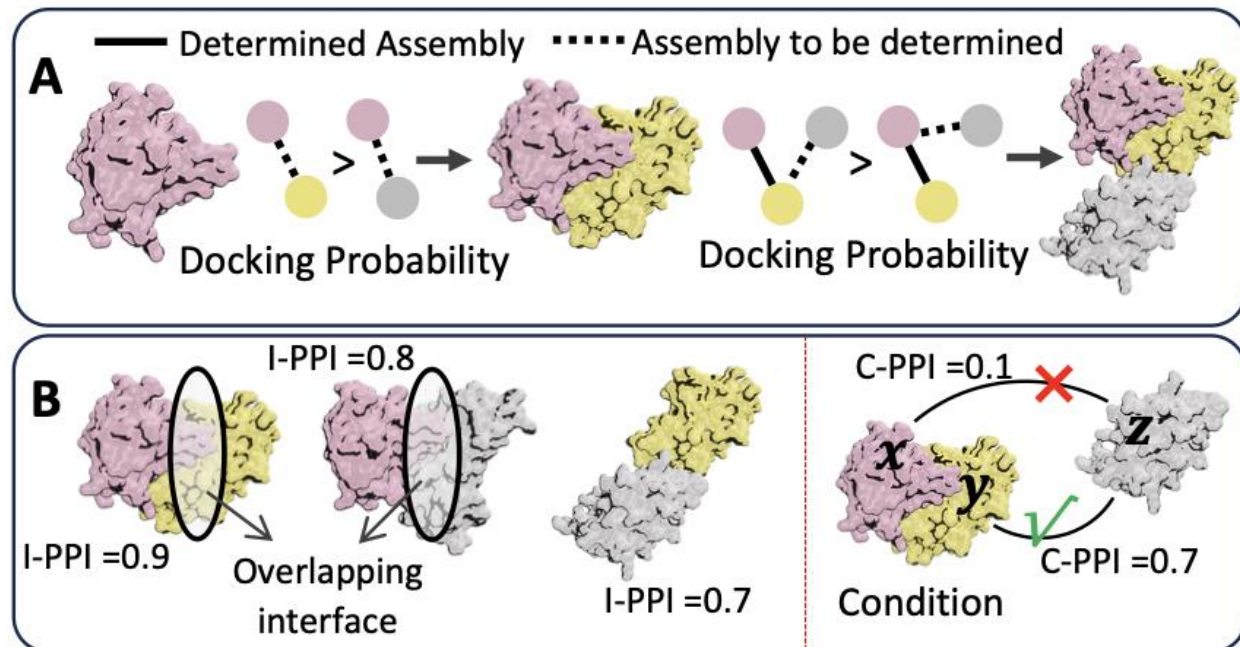 A
Determined Assembly
Assembly to be determined
>
>
Docking Probability
Docking Probability
B
I-PPI =0.9
I-PPI =0.8
Overlapping
interface
I-PPI =0.7
C-PPI =0.1
x
y
z
C-PPI =0.7
Condition